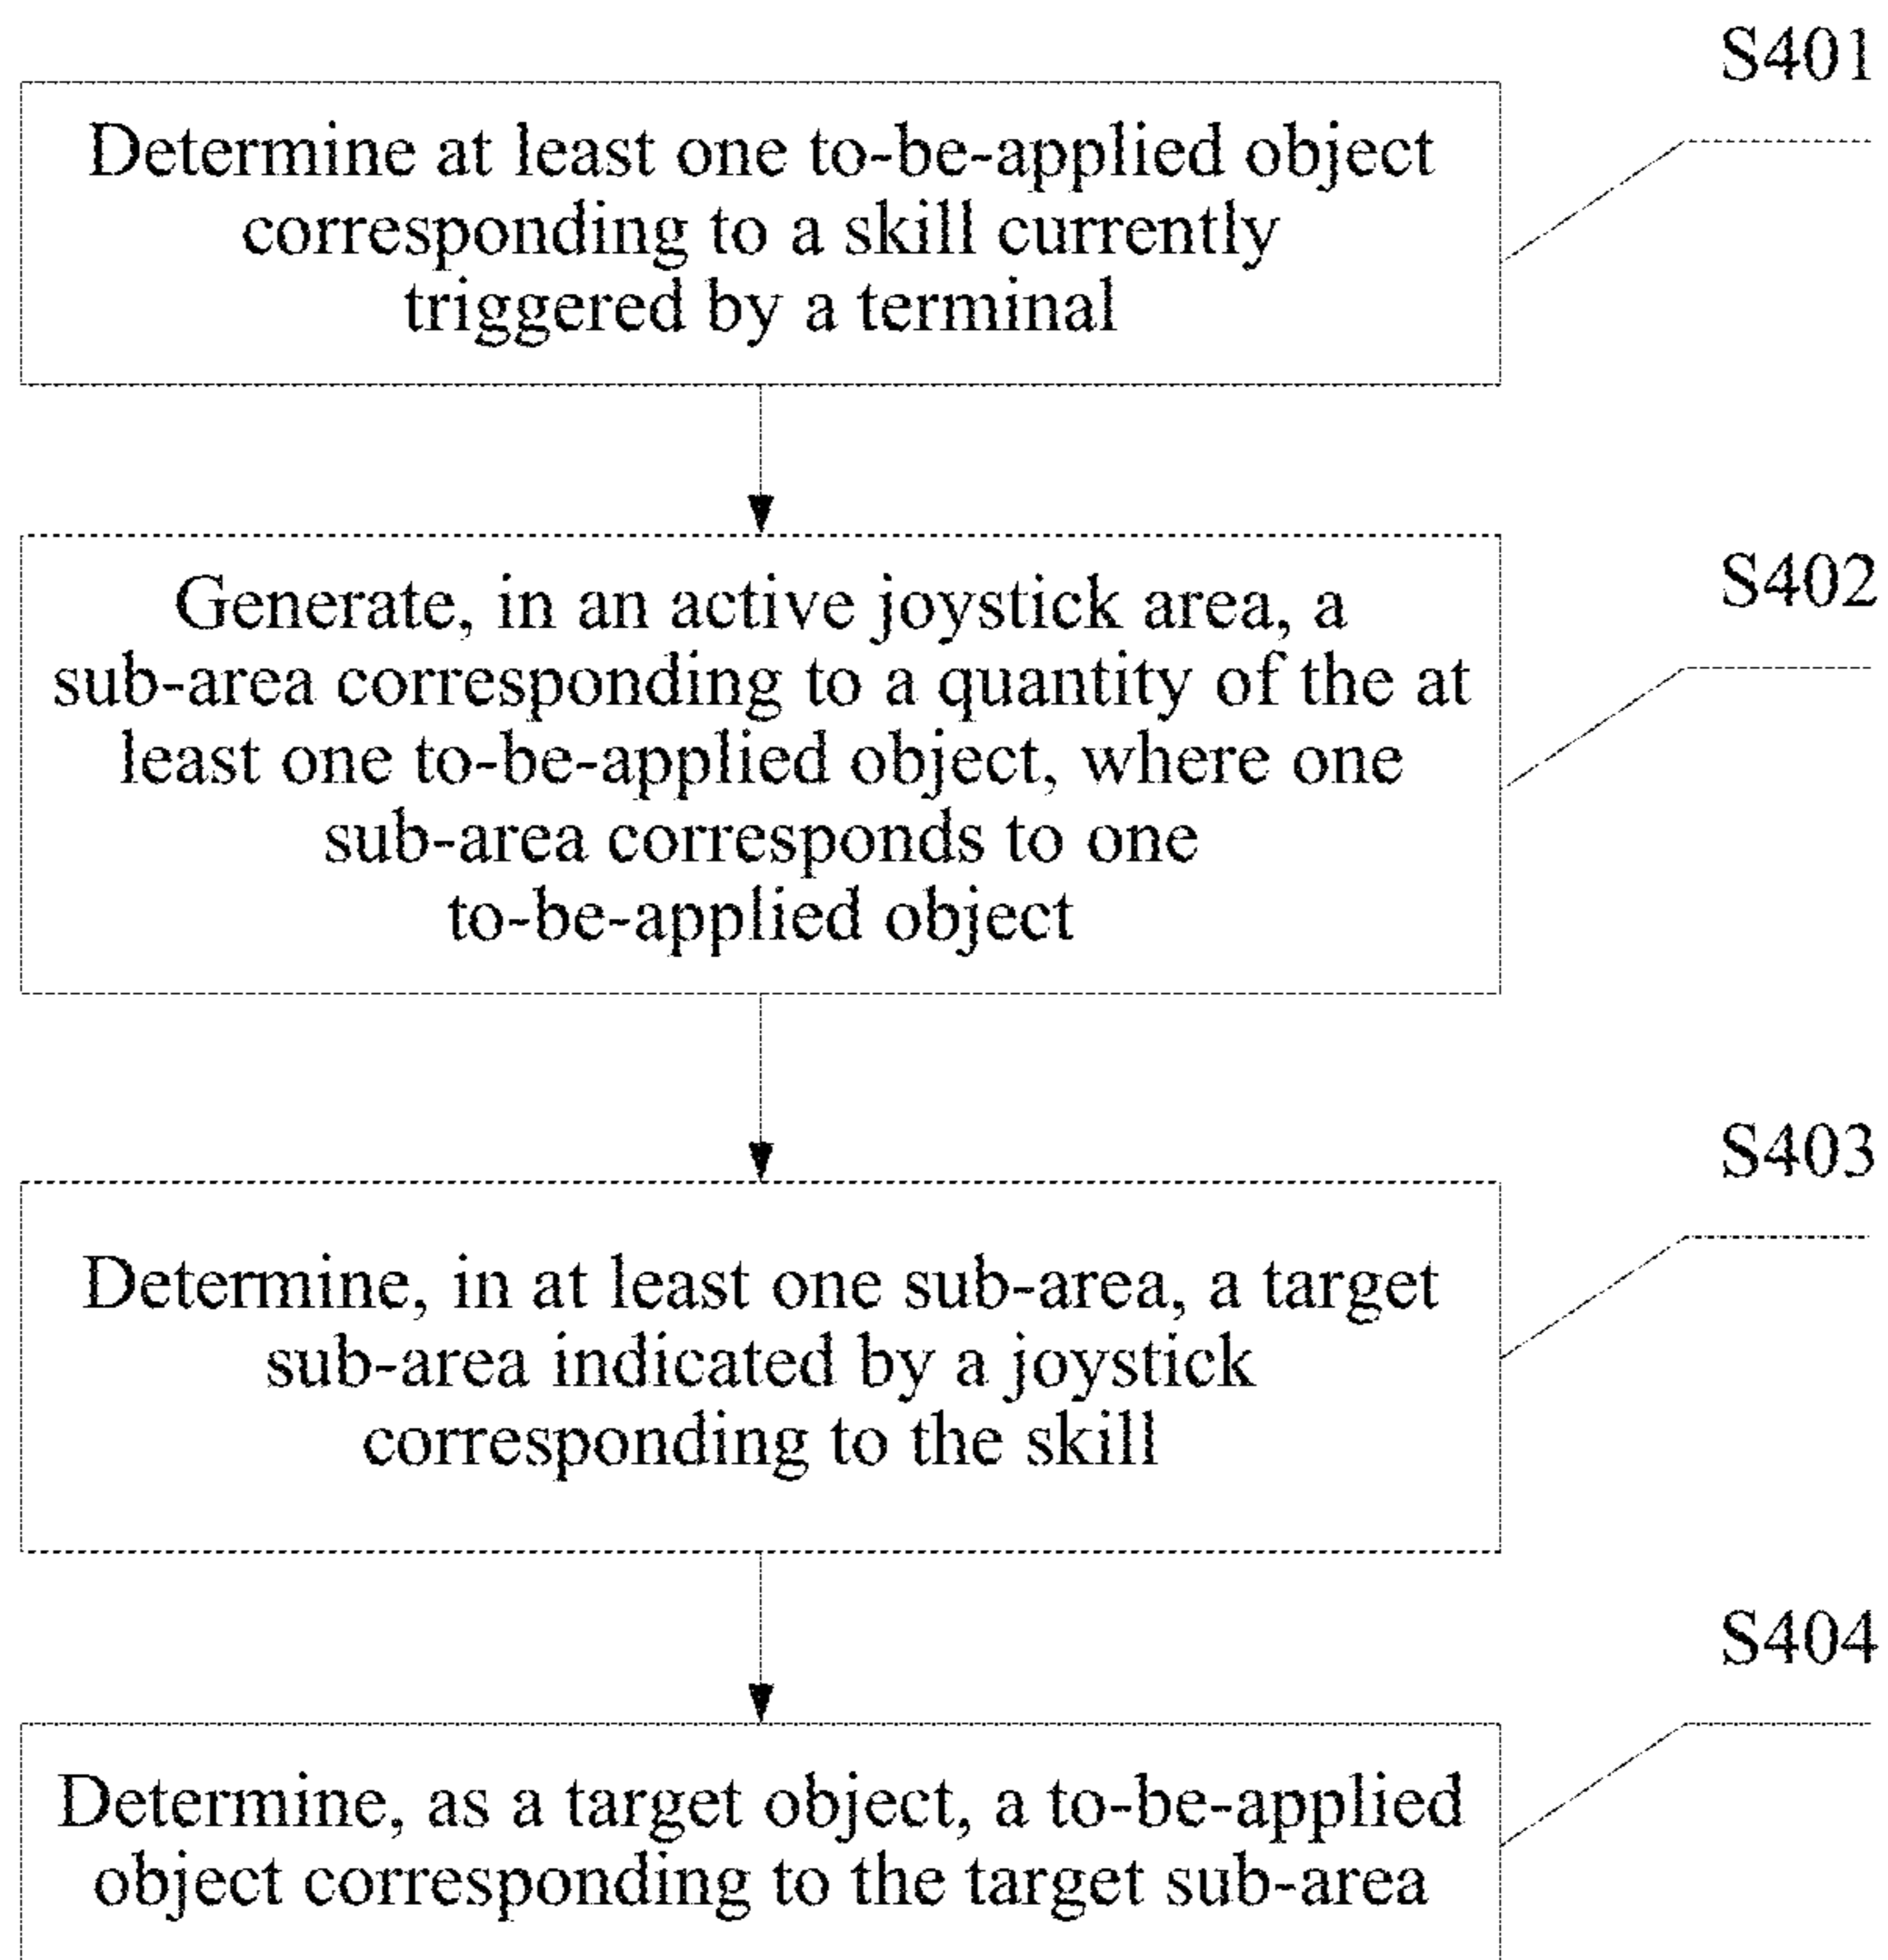 S401
Determine at least one to-be-applied object
corresponding to a skill currently
triggered by a terminal
S402
Generate, in an active joystick area, a
sub-area corresponding to a quantity of the at
least one to-be-applied object, where one
sub-area corresponds to one
to-be-applied object
S403
Determine, in at least one sub-area, a target
sub-area indicated by a joystick
corresponding to the skill
S404
Determine, as a target object, a to-be-applied
object corresponding to the target sub-area